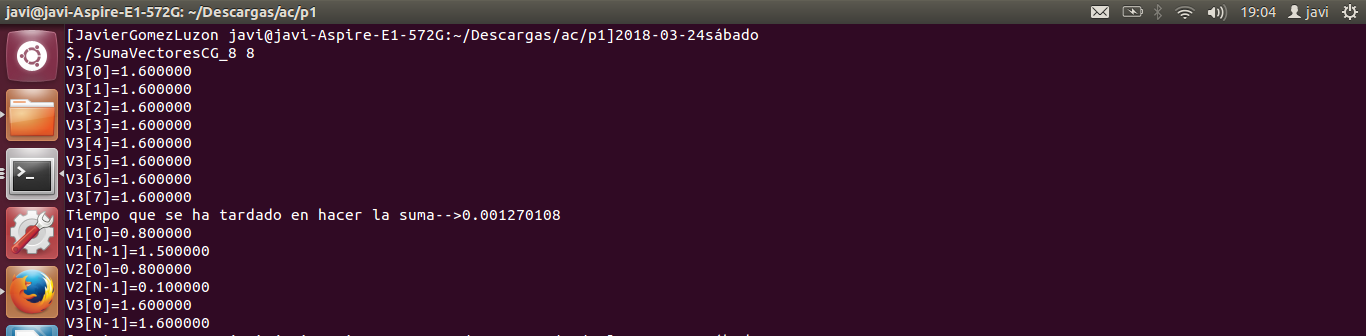 javi@javi-Aspire-E1-572G: ~/Descargas/ac/p1 19:04 javi
[JavierGomezLuzon javi@javi-Aspire-E1-572G:~/Descargas/ac/p1]2018-03-24sábado
$./SumaVectoresCG_8 8
V3[0]=1.600000
V3[1]=1.600000
V3[2]=1.600000
V3[3]=1.600000
V3[4]=1.600000
V3[5]=1.600000
V3[6]=1.600000
V3[7]=1.600000
Tiempo que se ha tardado en hacer la suma-->0.001270108
V1[0]=0.800000
V1[N-1]=1.500000
V2[0]=0.800000
V2[N-1]=0.100000
V3[0]=1.600000
V3[N-1]=1.600000